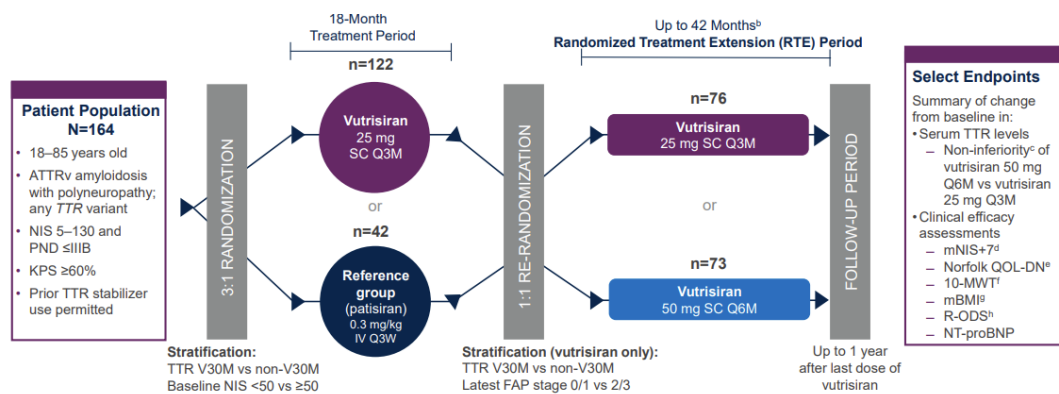 18-Month
Treatment Period
Up to 42 Monthsᵇ
Randomized Treatment Extension (RTE) Period
Patient Population
N=164
• 18–85 years old
• ATTRv amyloidosis
with polyneuropathy;
any TTR variant
• NIS 5–130 and
PND ≤IIIB
• KPS ≥60%
• Prior TTR stabilizer
use permitted
3:1 RANDOMIZATION
Stratification:
TTR V30M vs non-V30M
Baseline NIS <50 vs ≥50
n=122
Vutrisiran
25 mg
SC Q3M
or
n=42
Reference
group
(patisiran)
0.3 mg/kg
IV Q3W
1:1 RE-RANDOMIZATION
Stratification (vutrisiran only):
TTR V30M vs non-V30M
Latest FAP stage 0/1 vs 2/3
n=76
Vutrisiran
25 mg SC Q3M
or
n=73
Vutrisiran
50 mg SC Q6M
FOLLOW-UP PERIOD
Up to 1 year
after last dose of
vutrisiran
Select Endpoints
Summary of change
from baseline in:
• Serum TTR levels
– Non-inferiorityᶜ of
vutrisiran 50 mg
Q6M vs vutrisiran
25 mg Q3M
• Clinical efficacy
assessments
– mNIS+7ᵈ
– Norfolk QOL-DNᵉ
– 10-MWTᶠ
– mBMIᵍ
– R-ODSʰ
– NT-proBNP